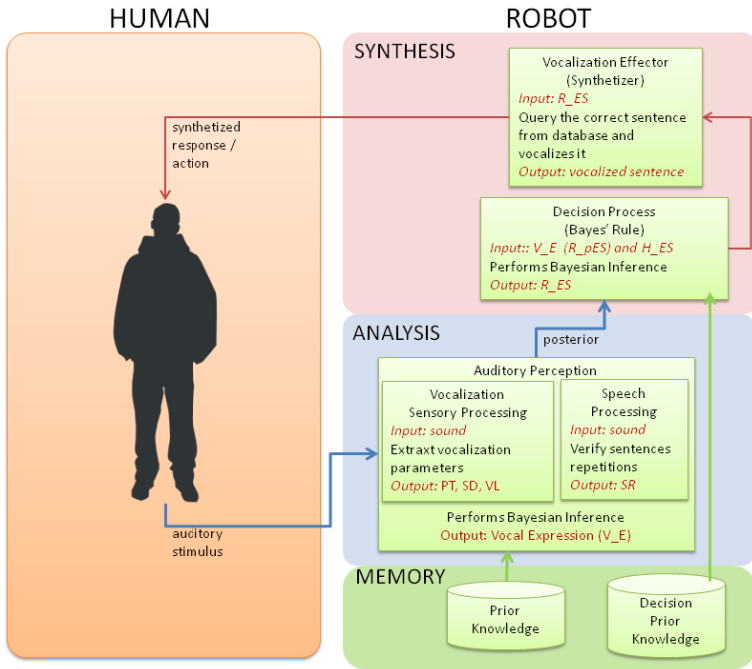 HUMAN
ROBOT
SYNTHESIS
Vocalization Effector
(Synthetizer)
Input: R_ES
Query the correct sentence
from database and
vocalizes it
Output: vocalized sentence
synthetized
response /
action
Decision Process
(Bayes' Rule)
Input:: V_E (R_pES) and H_ES
Performs Bayesian Inference
Output: R_ES
ANALYSIS
posterior
Auditory Perception
Vocalization
Sensory Processing
Input: sound
Extraxt vocalization
parameters
Output: PT, SD, VL
Speech
Processing
Input: sound
Verify sentences
repetitions
Output: SR
Performs Bayesian Inference
Output: Vocal Expression (V_E)
auditory
stimulus
MEMORY
Prior
Knowledge
Decision
Prior
Knowledge